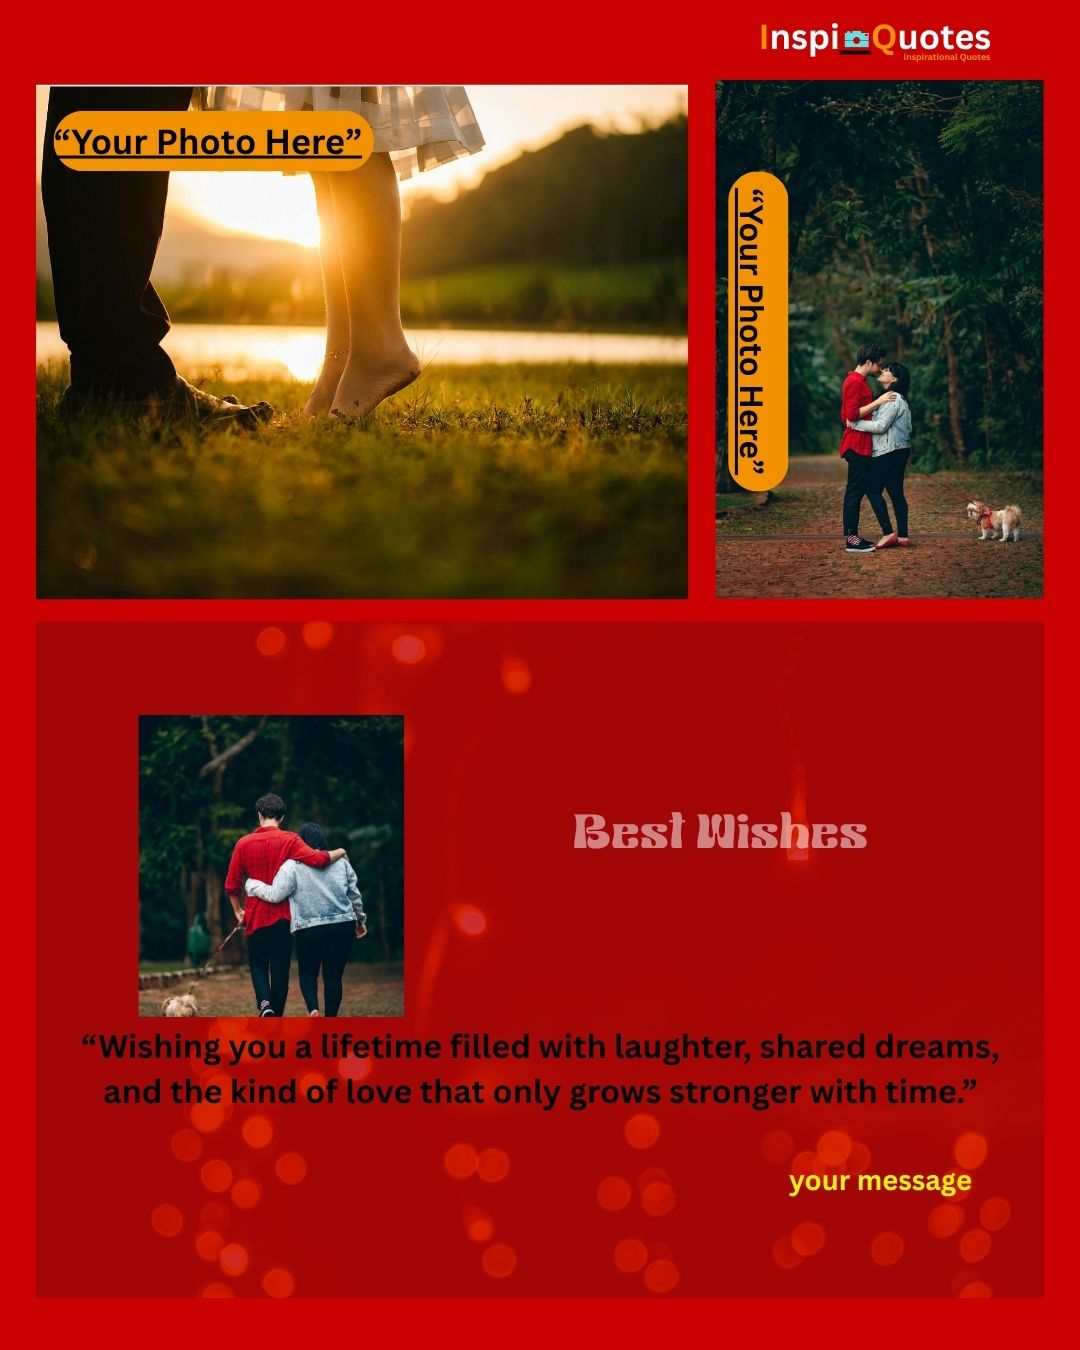 InspiQuotes
inspirational Quotes
“Your Photo Here”
“Your Photo Here”
Best Wishes
“Wishing you a lifetime filled with laughter, shared dreams,
and the kind of love that only grows stronger with time.”
your message